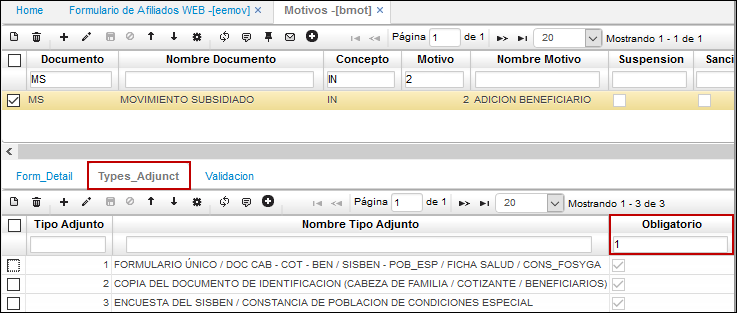 Home Formulario de Afiliados WEB -[eemov] × Motivos -[bmot] ×
Página 1 de 1 20 Mostrando 1 - 1 de 1
Documento Nombre Documento Concepto Motivo Nombre Motivo Suspension Sanci
MS IN 2
MS MOVIMIENTO SUBSIDIADO IN 2 ADICION BENEFICIARIO
Form_Detail Types_Adjunct Validacion
Página 1 de 1 20 Mostrando 1 - 3 de 3
Tipo Adjunto Nombre Tipo Adjunto Obligatorio
1
1 FORMULARIO ÚNICO / DOC CAB - COT - BEN / SISBEN - POB_ESP / FICHA SALUD / CONS_FOSYGA
2 COPIA DEL DOCUMENTO DE IDENTIFICACION (CABEZA DE FAMILIA / COTIZANTE / BENEFICIARIOS)
3 ENCUESTA DEL SISBEN / CONSTANCIA DE POBLACION DE CONDICIONES ESPECIAL